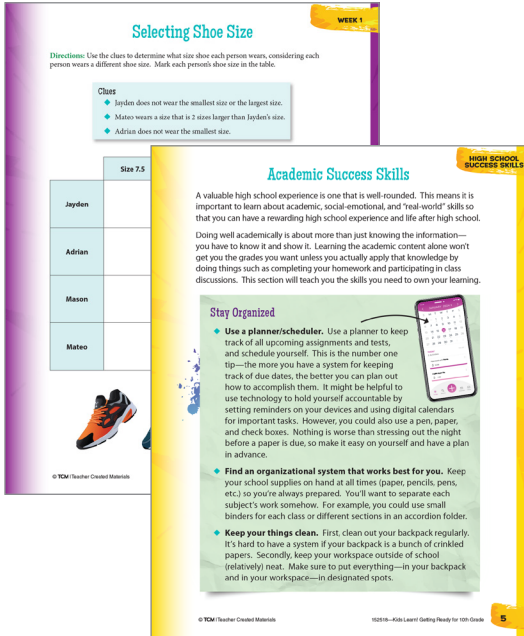 WEEK 1
Selecting Shoe Size
Directions: Use the clues to determine what size shoe each person wears, considering each
person wears a different shoe size. Mark each person's shoe size in the table.
Clues
Jayden does not wear the smallest size or the largest size.
Mateo wears a size that is 2 sizes larger than Jayden's size.
Adrian does not wear the smallest size.
Size 7.5
Jayden
Adrian
Mason
Mateo
© TCM | Teacher Created Materials
HIGH SCHOOL
SUCCESS SKILLS
Academic Success Skills
A valuable high school experience is one that is well-rounded. This means it is
important to learn about academic, social-emotional, and "real-world" skills so
that you can have a rewarding high school experience and life after high school.
Doing well academically is about more than just knowing the information—
you have to know it and show it. Learning the academic content alone won't
get you the grades you want unless you actually apply that knowledge by
doing things such as completing your homework and participating in class
discussions. This section will teach you the skills you need to own your learning.
Stay Organized
Use a planner/scheduler. Use a planner to keep
track of all upcoming assignments and tests,
and schedule yourself. This is the number one
tip—the more you have a system for keeping
track of due dates, the better you can plan out
how to accomplish them. It might be helpful to
use technology to hold yourself accountable by
setting reminders on your devices and using digital calendars
for important tasks. However, you could also use a pen, paper,
and check boxes. Nothing is worse than stressing out the night
before a paper is due, so make it easy on yourself and have a plan
in advance.
Find an organizational system that works best for you. Keep
your school supplies on hand at all times (paper, pencils, pens,
etc.) so you're always prepared. You'll want to separate each
subject's work somehow. For example, you could use small
binders for each class or different sections in an accordion folder.
Keep your things clean. First, clean out your backpack regularly.
It's hard to have a system if your backpack is a bunch of crinkled
papers. Secondly, keep your workspace outside of school
(relatively) neat. Make sure to put everything—in your backpack
and in your workspace—in designated spots.
© TCM | Teacher Created Materials
152518—Kids Learn! Getting Ready for 10th Grade
5